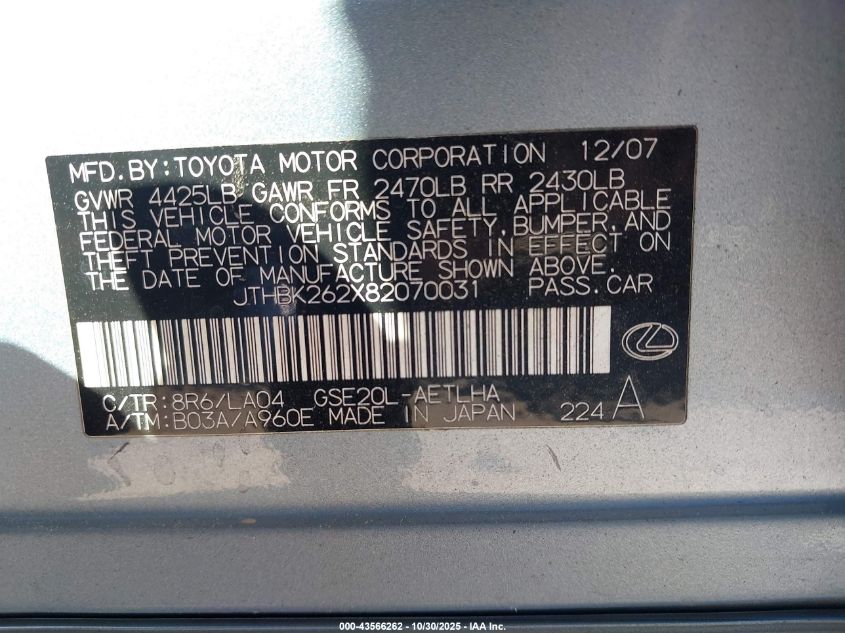 MFD.BY:TOYOTA MOTOR CORPORATION 12/07
GVWR 4425LB GAWR FR 2470LB RR 2430LB
THIS VEHICLE CONFORMS TO ALL APPLICABLE
FEDERAL MOTOR VEHICLE SAFETY,BUMPER,AND
THEFT PREVENTION STANDARDS IN EFFECT ON
THE DATE OF MANUFACTURE SHOWN ABOVE.
JTHBK262X82070031 PASS.CAR
C/TR:8R6/LA04 GSE20L-AETLHA
A/TM:B03A/A960E MADE IN JAPAN 224 A
000-43566262 - 10/30/2025 - IAA Inc.